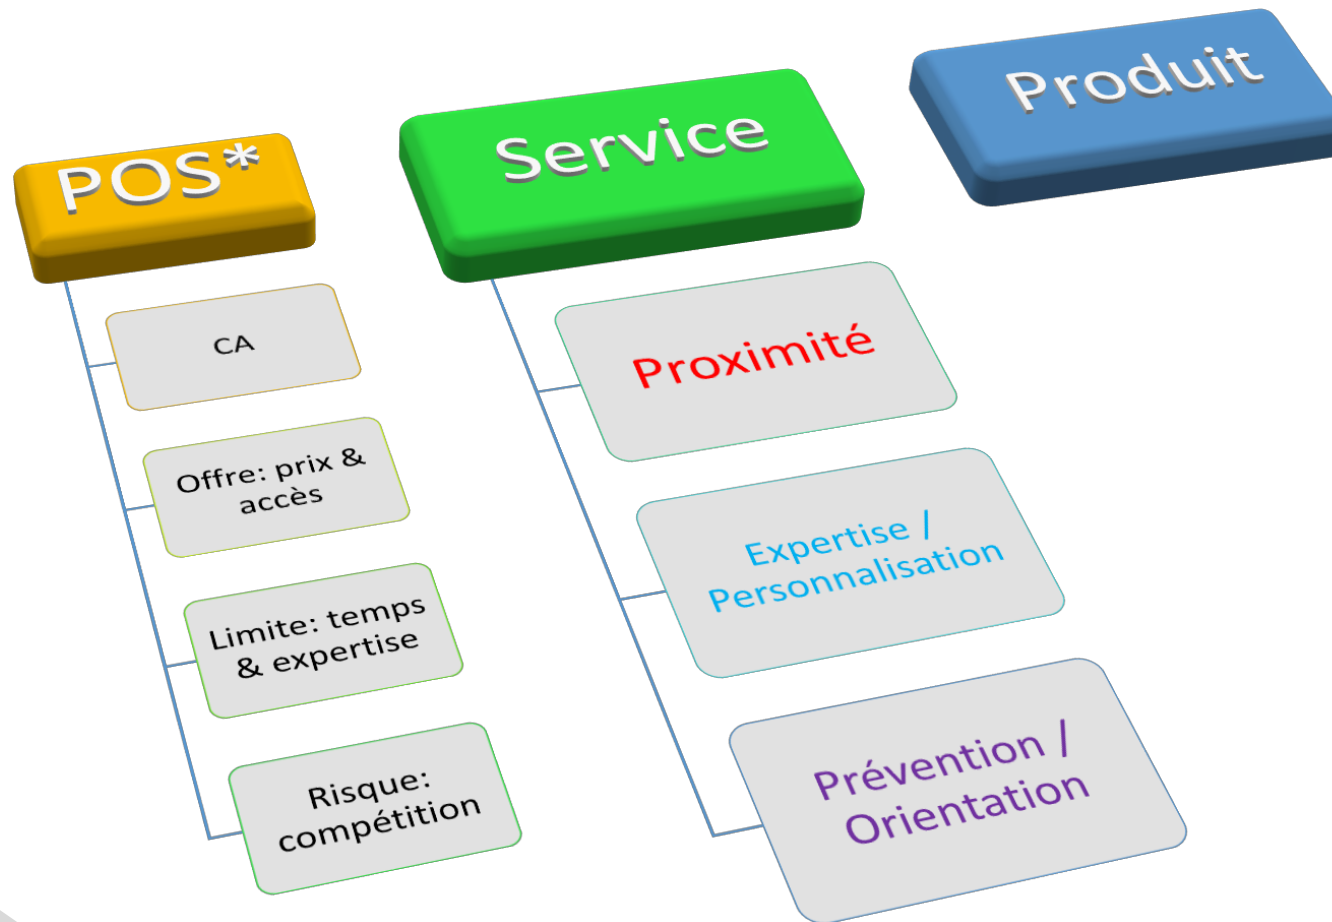 POS*
CA
Offre: prix &
accès
Limite: temps
& expertise
Risque:
compétition
Service
Proximité
Expertise /
Personnalisation
Prévention /
Orientation
Produit